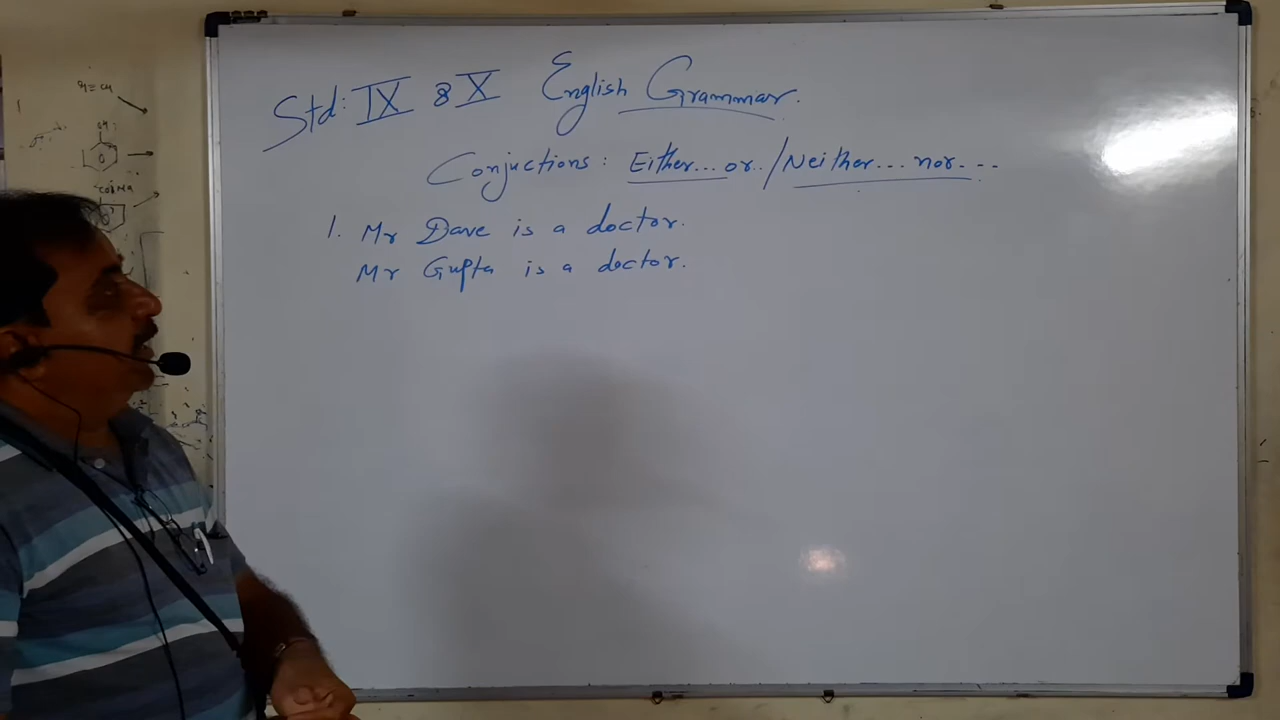 Std: IX & X English Grammar.
Conjuctions: Either...or../Neither...nor...
1. Mr Dave is a doctor.
Mr Gupta is a doctor.